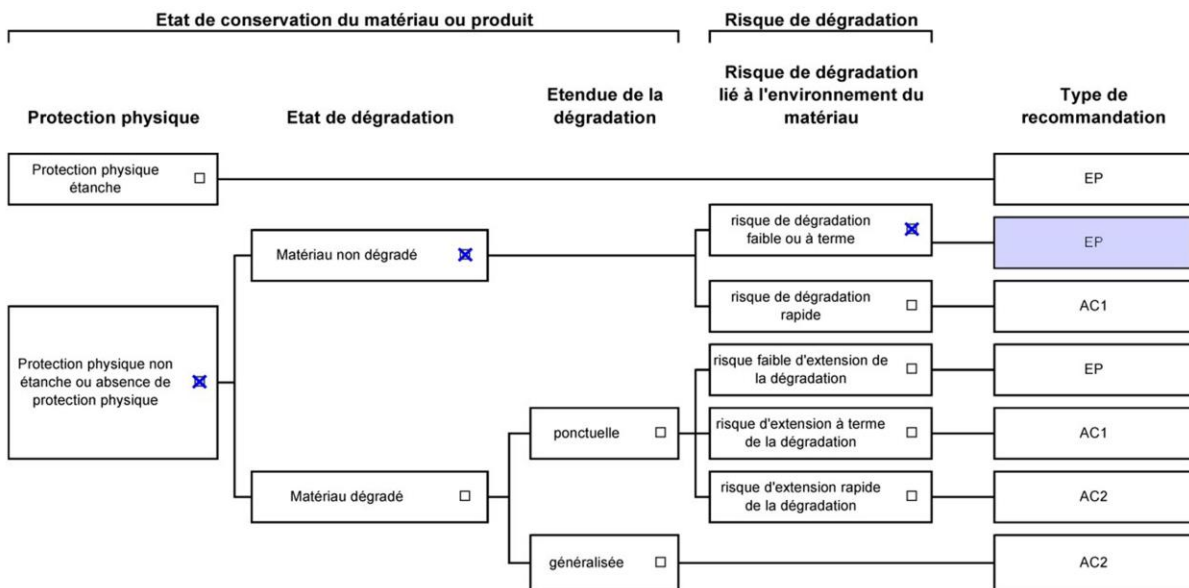 Etat de conservation du matériau ou produit
Risque de dégradation
Protection physique
Etat de dégradation
Etendue de la
dégradation
Risque de dégradation
lié à l'environnement du
matériau
Type de
recommandation
Protection physique
étanche
EP
risque de dégradation
faible ou à terme
EP
Matériau non dégradé
risque de dégradation
rapide
AC1
Protection physique non
étanche ou absence de
protection physique
risque faible d'extension de
la dégradation
EP
ponctuelle
risque d'extension à terme
de la dégradation
AC1
Matériau dégradé
risque d'extension rapide
de la dégradation
AC2
généralisée
AC2